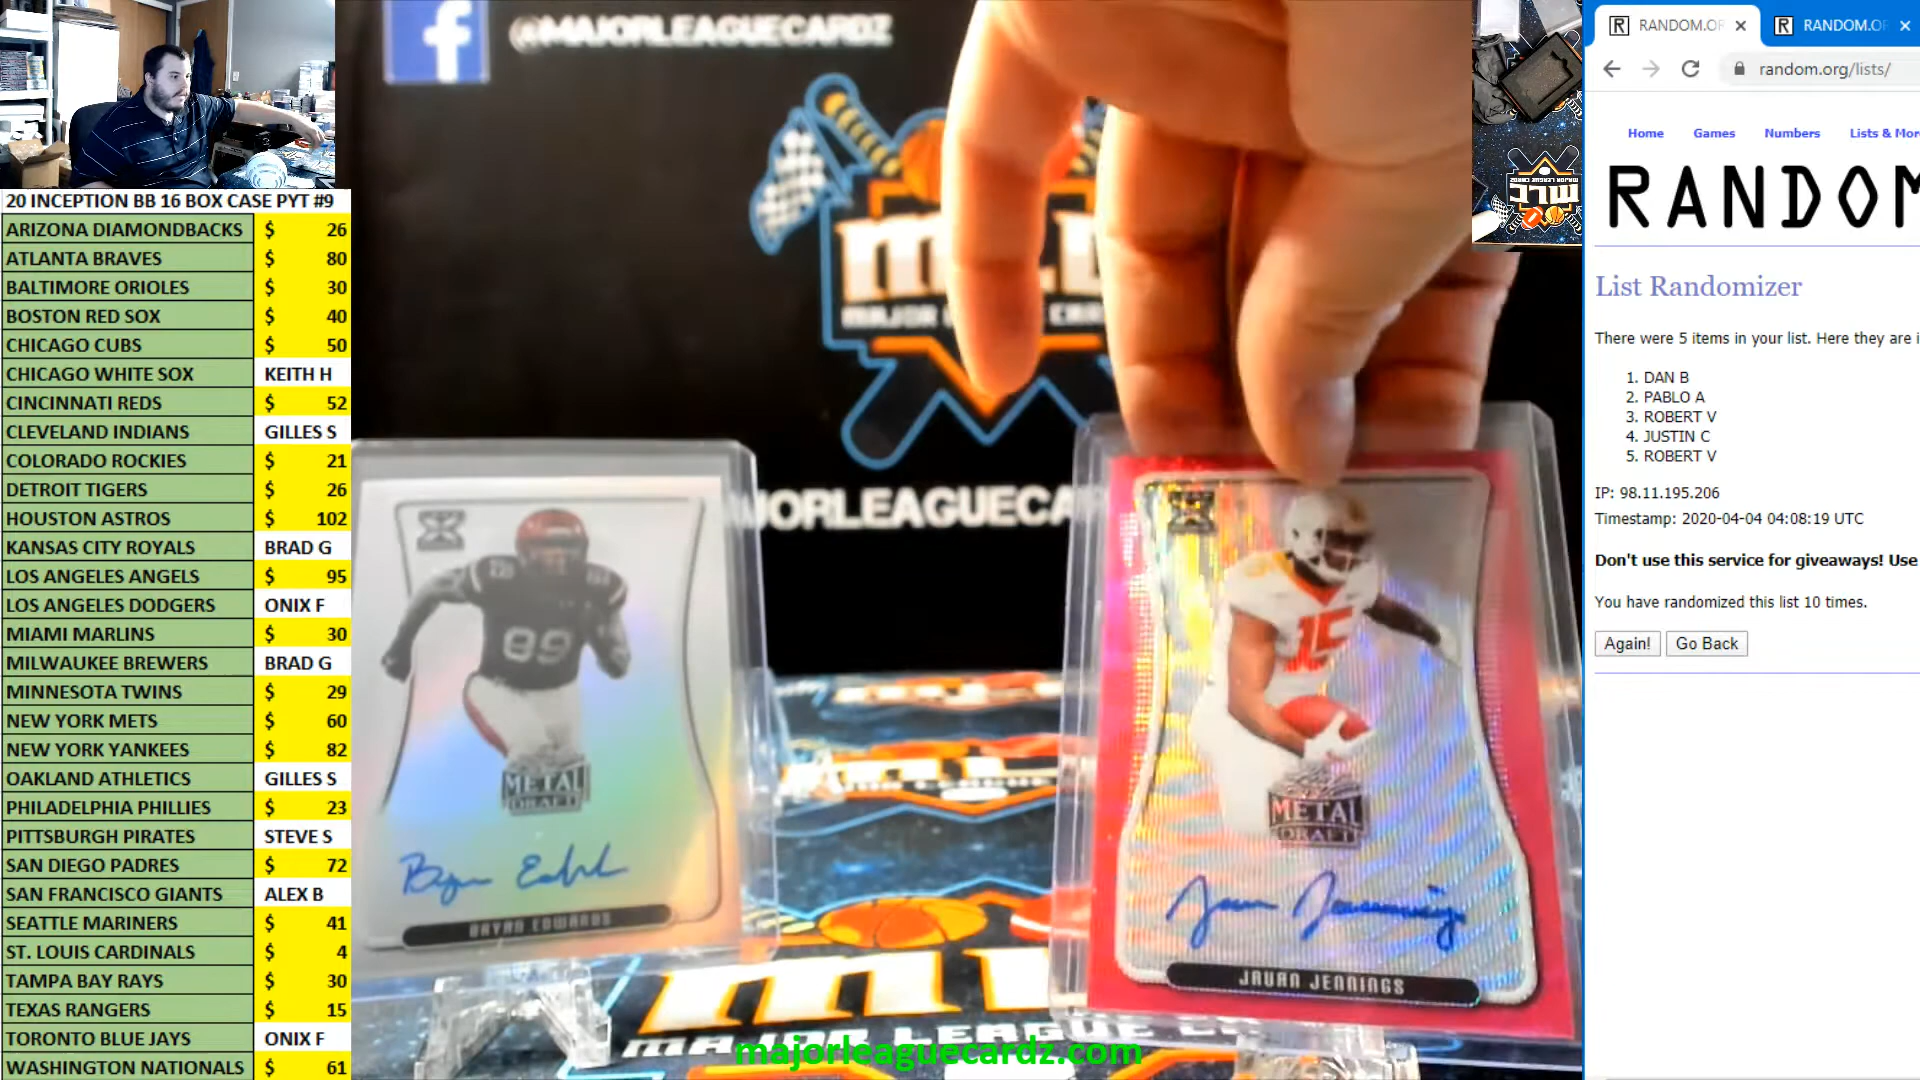 @MAJORLEAGUECARDZ
20 INCEPTION BB 16 BOX CASE PYT #9
ARIZONA DIAMONDBACKS $ 26
ATLANTA BRAVES $ 80
BALTIMORE ORIOLES $ 30
BOSTON RED SOX $ 40
CHICAGO CUBS $ 50
CHICAGO WHITE SOX KEITH H
CINCINNATI REDS $ 52
CLEVELAND INDIANS GILLES S
COLORADO ROCKIES $ 21
DETROIT TIGERS $ 26
HOUSTON ASTROS $ 102
KANSAS CITY ROYALS BRAD G
LOS ANGELES ANGELS $ 95
LOS ANGELES DODGERS ONIX F
MIAMI MARLINS $ 30
MILWAUKEE BREWERS BRAD G
MINNESOTA TWINS $ 29
NEW YORK METS $ 60
NEW YORK YANKEES $ 82
OAKLAND ATHLETICS GILLES S
PHILADELPHIA PHILLIES $ 23
PITTSBURGH PIRATES STEVE S
SAN DIEGO PADRES $ 72
SAN FRANCISCO GIANTS ALEX B
SEATTLE MARINERS $ 41
ST. LOUIS CARDINALS $ 4
TAMPA BAY RAYS $ 30
TEXAS RANGERS $ 15
TORONTO BLUE JAYS ONIX F
WASHINGTON NATIONALS $ 61
89
METAL
DRAFT
BRYAN EDWARDS
15
METAL
DRAFT
JAUAN JENNINGS
MAJOR LEAGUE
majorleaguecardz.com
RANDOM.OR
RANDOM.OR
random.org/lists/
Home Games Numbers Lists & Mor
RANDOM
List Randomizer
There were 5 items in your list. Here they are i
1. DAN B
2. PABLO A
3. ROBERT V
4. JUSTIN C
5. ROBERT V
IP: 98.11.195.206
Timestamp: 2020-04-04 04:08:19 UTC
Don't use this service for giveaways! Use
You have randomized this list 10 times.
Again! Go Back